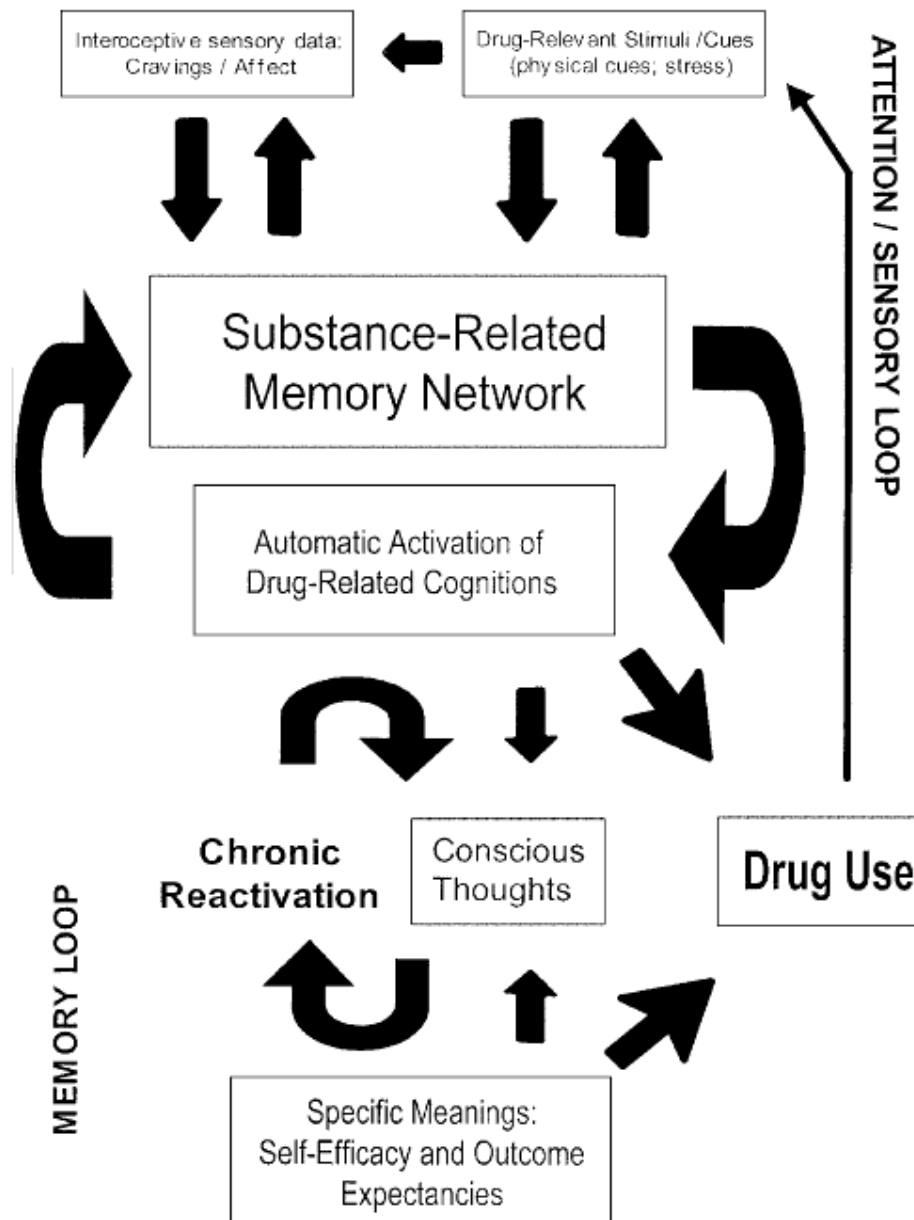 Interoceptive sensory data:
Cravings / Affect
Drug-Relevant Stimuli /Cues
(physical cues; stress)
ATTENTION / SENSORY LOOP
Substance-Related
Memory Network
Automatic Activation of
Drug-Related Cognitions
Chronic
Reactivation
Conscious
Thoughts
Drug Use
MEMORY LOOP
Specific Meanings:
Self-Efficacy and Outcome
Expectancies